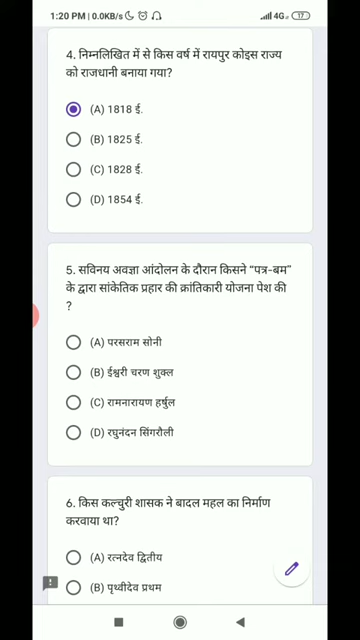 1:20 PM | 0.0KB/s
4G
17
4. निम्नलिखित में से किस वर्ष में रायपुर कोइस राज्य
को राजधानी बनाया गया?
(A) 1818 ई.
(B) 1825 ई.
(C) 1828 ई.
(D) 1854 ई.
5. सविनय अवज्ञा आंदोलन के दौरान किसने "पत्र-बम"
के द्वारा सांकेतिक प्रहार की क्रांतिकारी योजना पेश की
?
(A) परसराम सोनी
(B) ईश्वरी चरण शुक्ल
(C) रामनारायण हर्षुल
(D) रघुनंदन सिंगरौली
6. किस कल्चुरी शासक ने बादल महल का निर्माण
करवाया था?
(A) रत्नदेव द्वितीय
(B) पृथ्वीदेव प्रथम